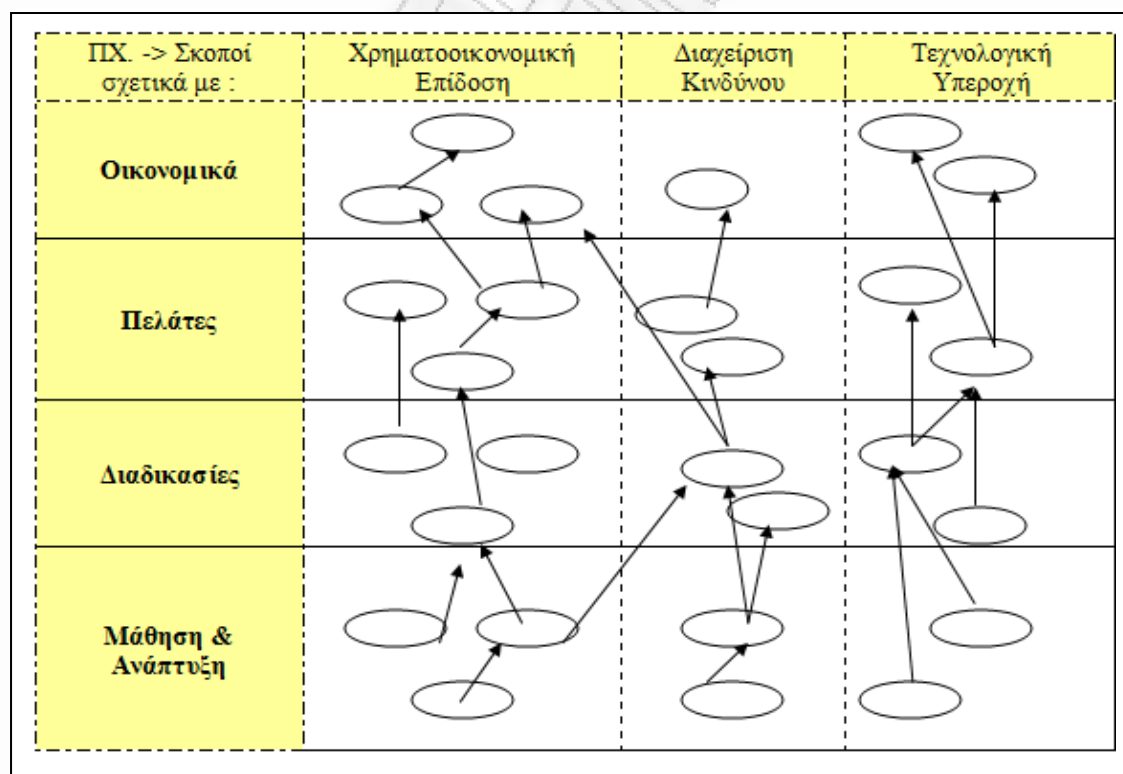 ΠΧ. -> Σκοποί
σχετικά με :
Χρηματοοικονομική
Επίδοση
Διαχείριση
Κινδύνου
Τεχνολογική
Υπεροχή
Οικονομικά
Πελάτες
Διαδικασίες
Μάθηση &
Ανάπτυξη